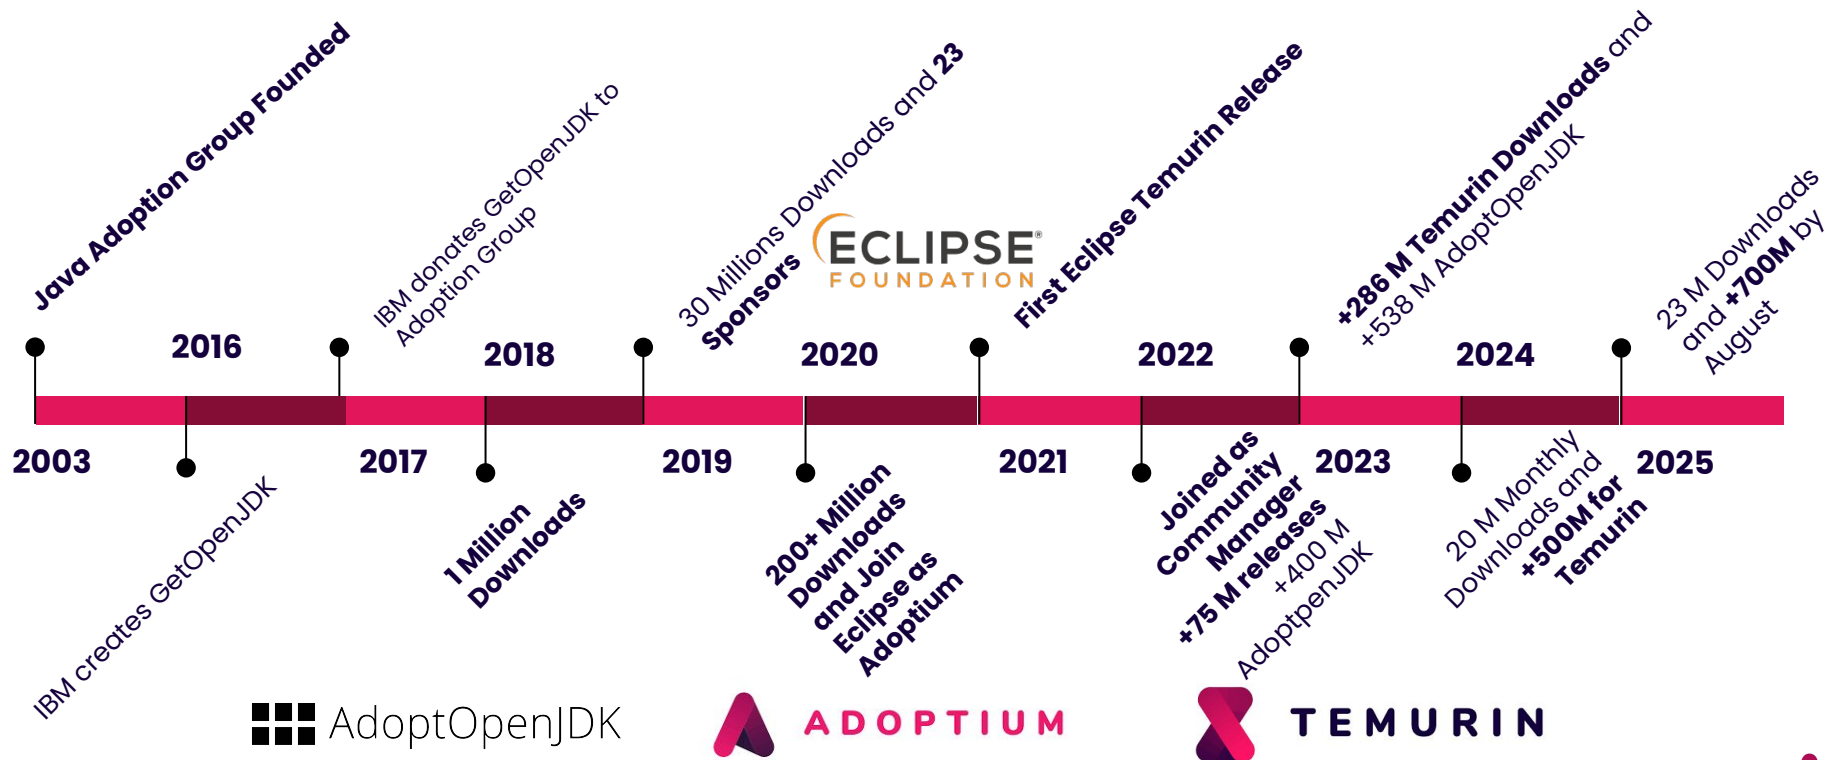 Java Adoption Group Founded
IBM donates GetOpenJDK to
Adoption Group
30 Millions Downloads and 23
Sponsors
ECLIPSE®
FOUNDATION
First Eclipse Temurin Release
+286 M Temurin Downloads and
+538 M AdoptOpenJDK
23 M Downloads
and +700M by
August
2016
2018
2020
2022
2024
2003
2017
2019
2021
2023
2025
IBM creates GetOpenJDK
1 Million
Downloads
200+ Million
Downloads
and Join
Eclipse as
Adoptium
Joined as
Community
Manager
+75 M releases
+400 M
AdoptpenJDK
20 M Monthly
Downloads and
+500M for
Temurin
AdoptOpenJDK
ADOPTIUM
TEMURIN